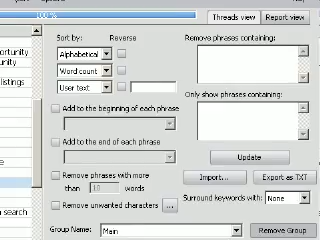 100 %
Threads view
Report view
Sort by:
Reverse
Remove phrases containing:
Alphabetical
Word count
User text
Only show phrases containing:
Add to the beginning of each phrase
Add to the end of each phrase
Update
Remove phrases with more
than 10 words
Import...
Export as TXT
Remove unwanted characters
...
Surround keywords with:
None
Group Name:
Main
Remove Group
portunity
unity
listings
e
search